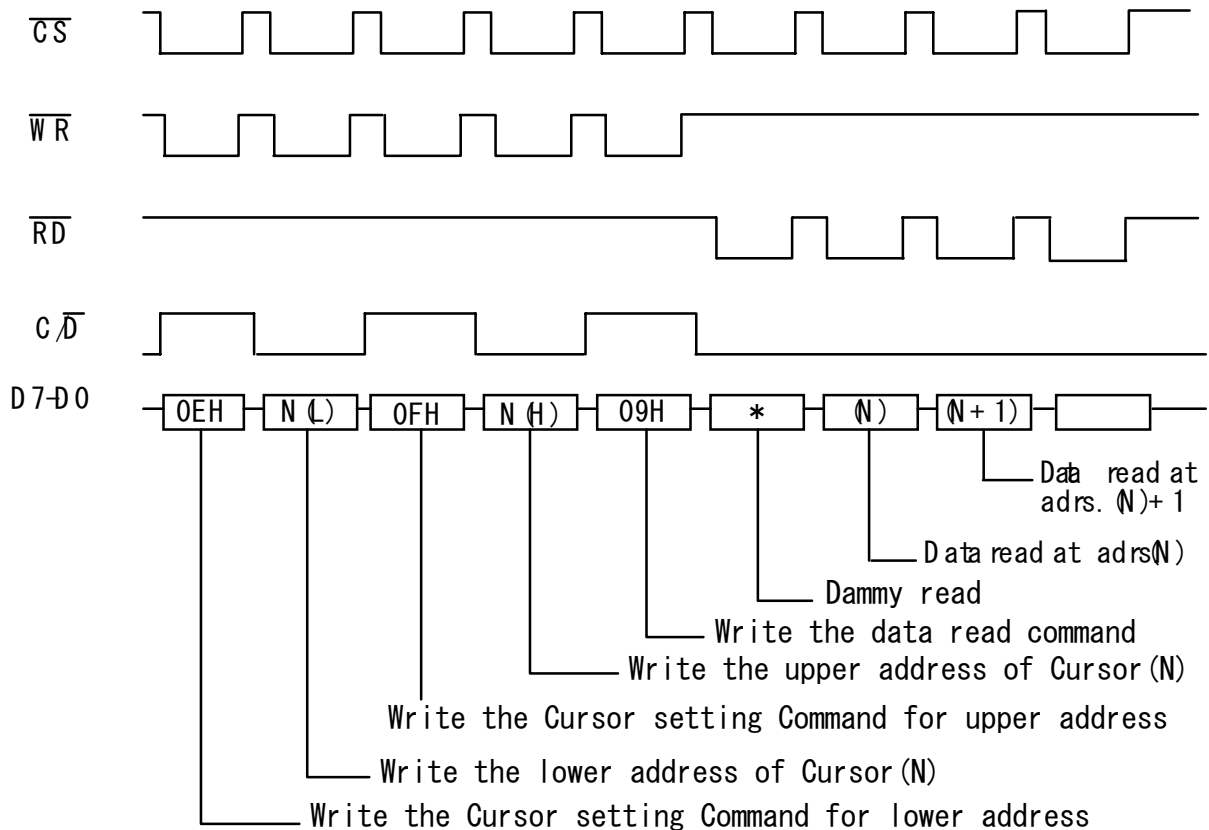 CS
WR
RD
C/D
D7-D0
0EH N(L) 0FH N(H) 09H * (N) (N+1)
Data read at
adrs.(N)+1
Data read at adrs(N)
Dammy read
Write the data read command
Write the upper address of Cursor(N)
Write the Cursor setting Command for upper address
Write the lower address of Cursor(N)
Write the Cursor setting Command for lower address